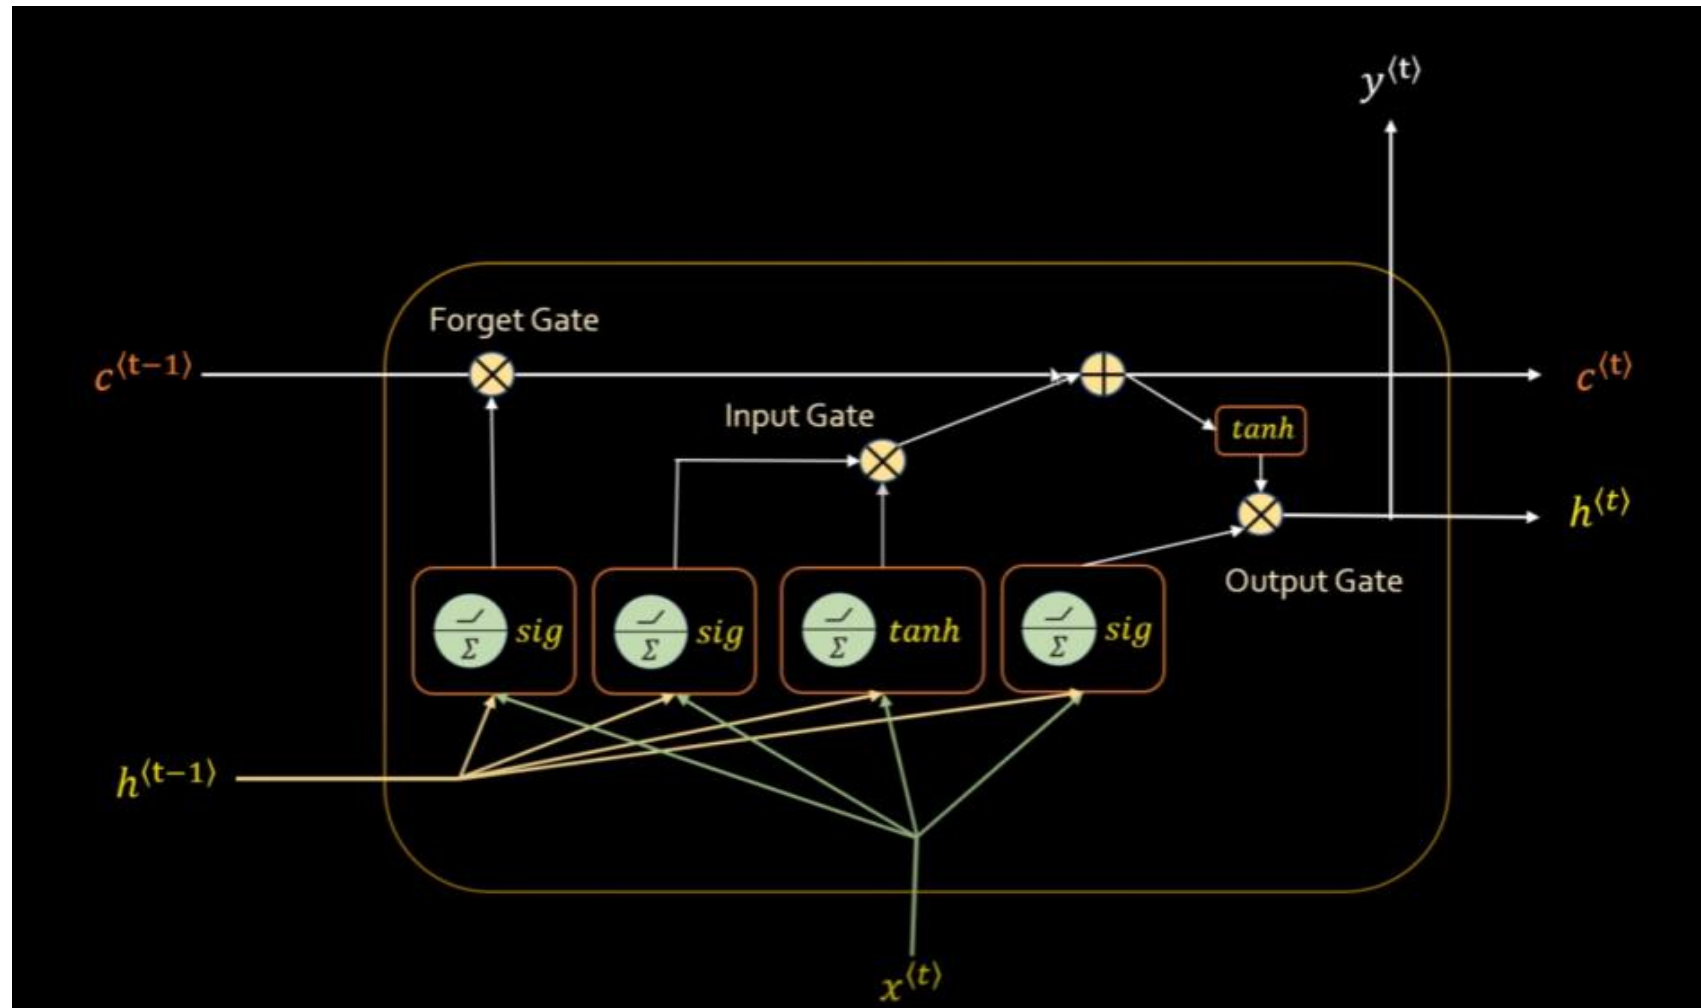 y⟨t⟩
Forget Gate
c⟨t−1⟩
c⟨t⟩
Input Gate
tanh
h⟨t⟩
Output Gate
Σ sig
Σ sig
Σ tanh
Σ sig
h⟨t−1⟩
x⟨t⟩